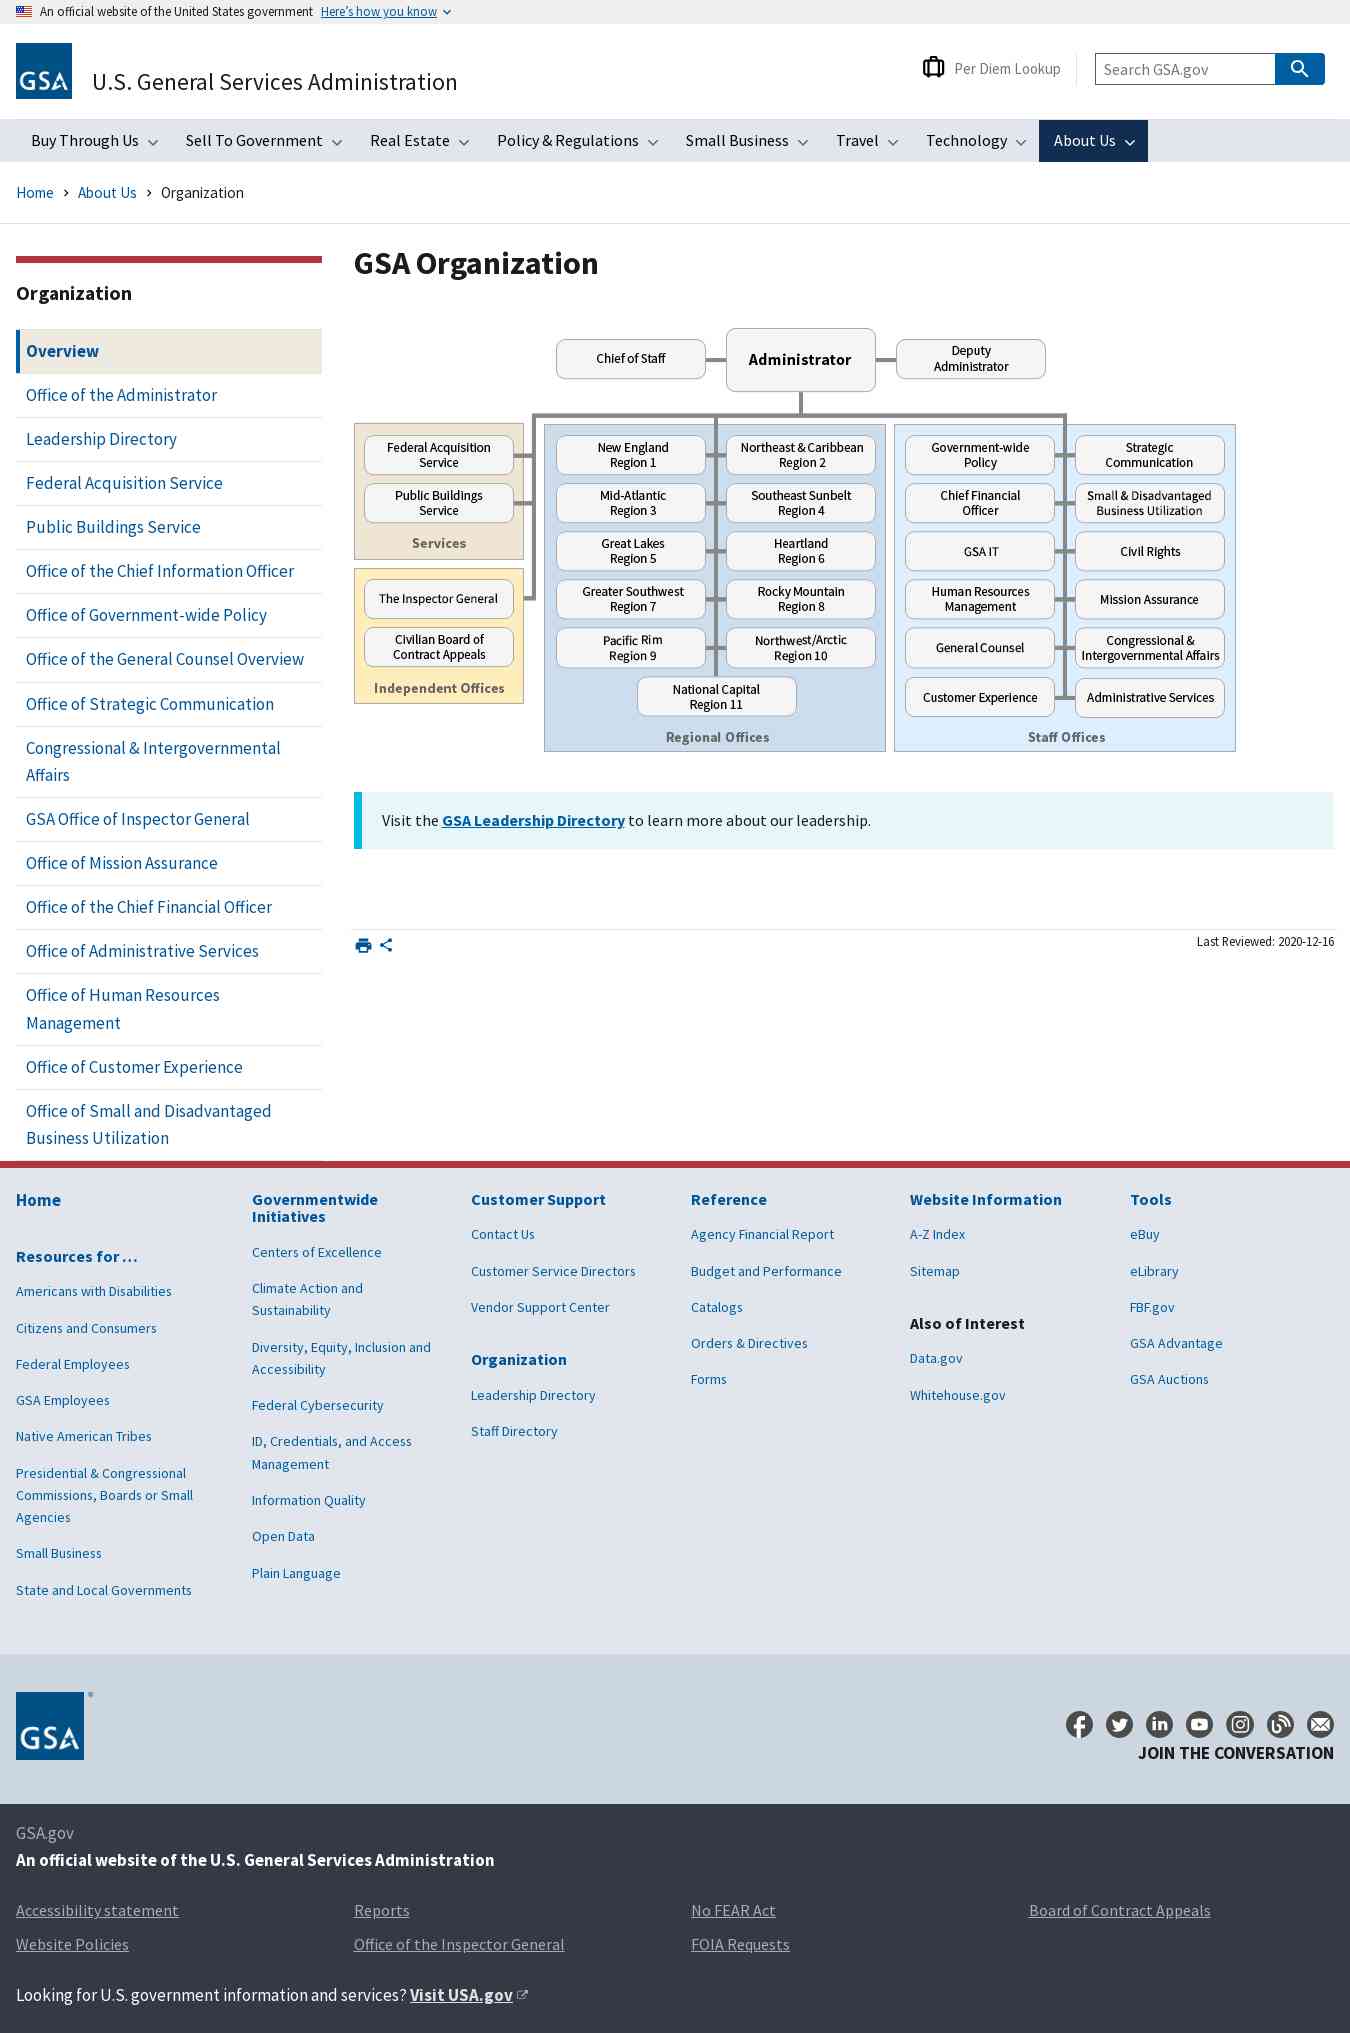 An official website of the United States government Here's how you know
GSA
U.S. General Services Administration
Per Diem Lookup
Search GSA.gov
Buy Through Us Sell To Government Real Estate Policy & Regulations Small Business Travel Technology About Us
Home > About Us > Organization
Organization
Overview
Office of the Administrator
Leadership Directory
Federal Acquisition Service
Public Buildings Service
Office of the Chief Information Officer
Office of Government-wide Policy
Office of the General Counsel Overview
Office of Strategic Communication
Congressional & Intergovernmental
Affairs
GSA Office of Inspector General
Office of Mission Assurance
Office of the Chief Financial Officer
Office of Administrative Services
Office of Human Resources
Management
Office of Customer Experience
Office of Small and Disadvantaged
Business Utilization
GSA Organization
Chief of Staff
Administrator
Deputy
Administrator
Federal Acquisition
Service
Public Buildings
Service
Services
The Inspector General
Civilian Board of
Contract Appeals
Independent Offices
New England
Region 1
Northeast & Caribbean
Region 2
Mid-Atlantic
Region 3
Southeast Sunbelt
Region 4
Great Lakes
Region 5
Heartland
Region 6
Greater Southwest
Region 7
Rocky Mountain
Region 8
Pacific Rim
Region 9
Northwest/Arctic
Region 10
National Capital
Region 11
Regional Offices
Government-wide
Policy
Strategic
Communication
Chief Financial
Officer
Small & Disadvantaged
Business Utilization
GSA IT
Civil Rights
Human Resources
Management
Mission Assurance
General Counsel
Congressional &
Intergovernmental Affairs
Customer Experience
Administrative Services
Staff Offices
Visit the GSA Leadership Directory to learn more about our leadership.
Last Reviewed: 2020-12-16
Home
Resources for …
Americans with Disabilities
Citizens and Consumers
Federal Employees
GSA Employees
Native American Tribes
Presidential & Congressional
Commissions, Boards or Small
Agencies
Small Business
State and Local Governments
Governmentwide
Initiatives
Centers of Excellence
Climate Action and
Sustainability
Diversity, Equity, Inclusion and
Accessibility
Federal Cybersecurity
ID, Credentials, and Access
Management
Information Quality
Open Data
Plain Language
Customer Support
Contact Us
Customer Service Directors
Vendor Support Center
Organization
Leadership Directory
Staff Directory
Reference
Agency Financial Report
Budget and Performance
Catalogs
Orders & Directives
Forms
Website Information
A-Z Index
Sitemap
Also of Interest
Data.gov
Whitehouse.gov
Tools
eBuy
eLibrary
FBF.gov
GSA Advantage
GSA Auctions
GSA
JOIN THE CONVERSATION
GSA.gov
An official website of the U.S. General Services Administration
Accessibility statement
Reports
No FEAR Act
Board of Contract Appeals
Website Policies
Office of the Inspector General
FOIA Requests
Looking for U.S. government information and services? Visit USA.gov